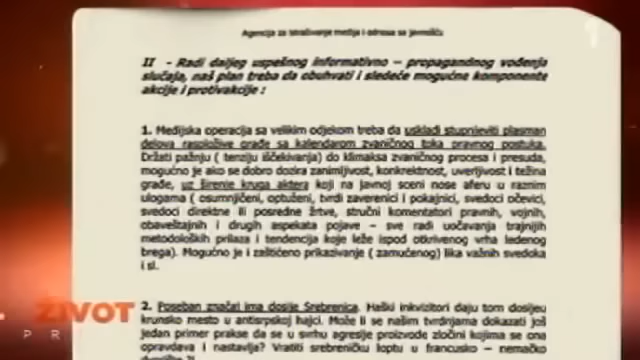 Agencija za istraživanje medija i odnosa sa javnošću
II - Radi daljeg uspešnog informativno – propagandnog vođenja
slučaja, naš plan treba da obuhvati i sledeće moguće komponente
akcije i protivakcije :
1. Medijska operacija sa velikim odjekom treba da uskladi stupnjeviti plasman
delova raspoložive građe sa kalendarom zvaničnog toka pravnog postuka.
Držati pažnju ( tenziju iščekivanja) do klimaksa zvaničnog procesa i presuda,
moguće je ako se dobro dozira zanimljivost, konkretnost, uverljivost i težina
građe, uz širenje kruga aktera koji na javnoj sceni nose aferu u raznim
ulogama ( osumnjičeni, optuženi, tvrdi zaverenici i pokajnici, svedoci očevici,
svedoci direktne ili posredne žrtve, stručni komentatori pravnih, vojnih,
obaveštajnih i drugih aspekata pojave – sve radi uočavanja trajnijih
metodoloških prilaza i tendencija koje leže ispod otkrivenog vrha ledenog
brega). Mogućno je i zaštićeno prikazivanje ( zamućenog) lika važnih svedoka
i sl.
2. Poseban značaj ima dosije Srebrenica. Haški inkvizitori daju tom dosijeu
krunsko mesto u antisrpskoj hajci. Može li se našim tvrdnjama dokazati još
jedan primer prakse da se u svrhu agresije proizvode zločini kojima se ona
opravdava i nastavlja? Vratiti srebreničku loptu u francusko – nemačko
ŽIVOT
P R
1